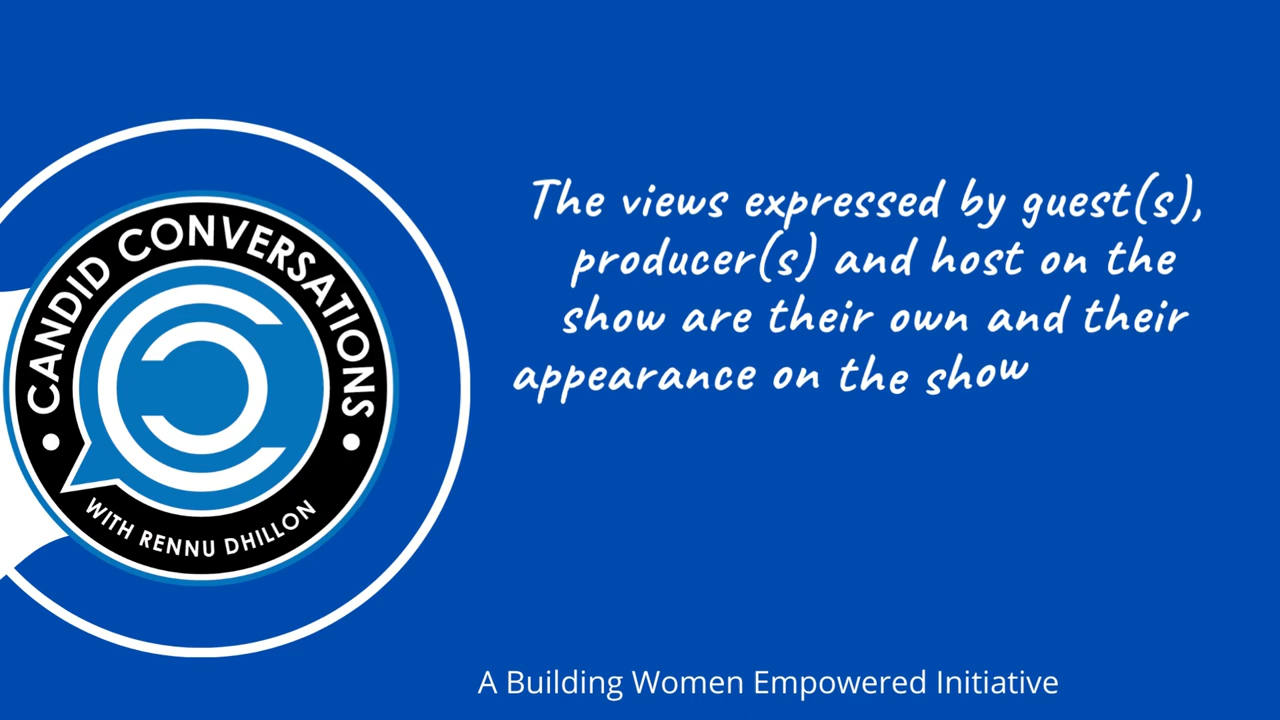 CANDID CONVERSATIONS
WITH RENNU DHILLON
The views expressed by guest(s),
producer(s) and host on the
show are their own and their
appearance on the show
A Building Women Empowered Initiative